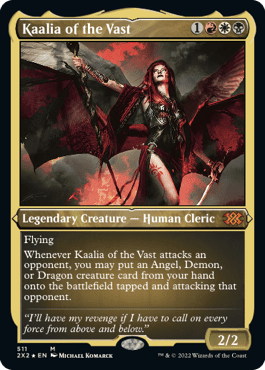 Kaalia of the Vast 1
Legendary Creature — Human Cleric
Flying
Whenever Kaalia of the Vast attacks an
opponent, you may put an Angel, Demon,
or Dragon creature card from your hand
onto the battlefield tapped and attacking that
opponent.
“I’ll have my revenge if I have to call on every
force from above and below.”
2/2
511 M
2X2 ★ EN MICHAEL KOMARCK ™ & © 2022 Wizards of the Coast